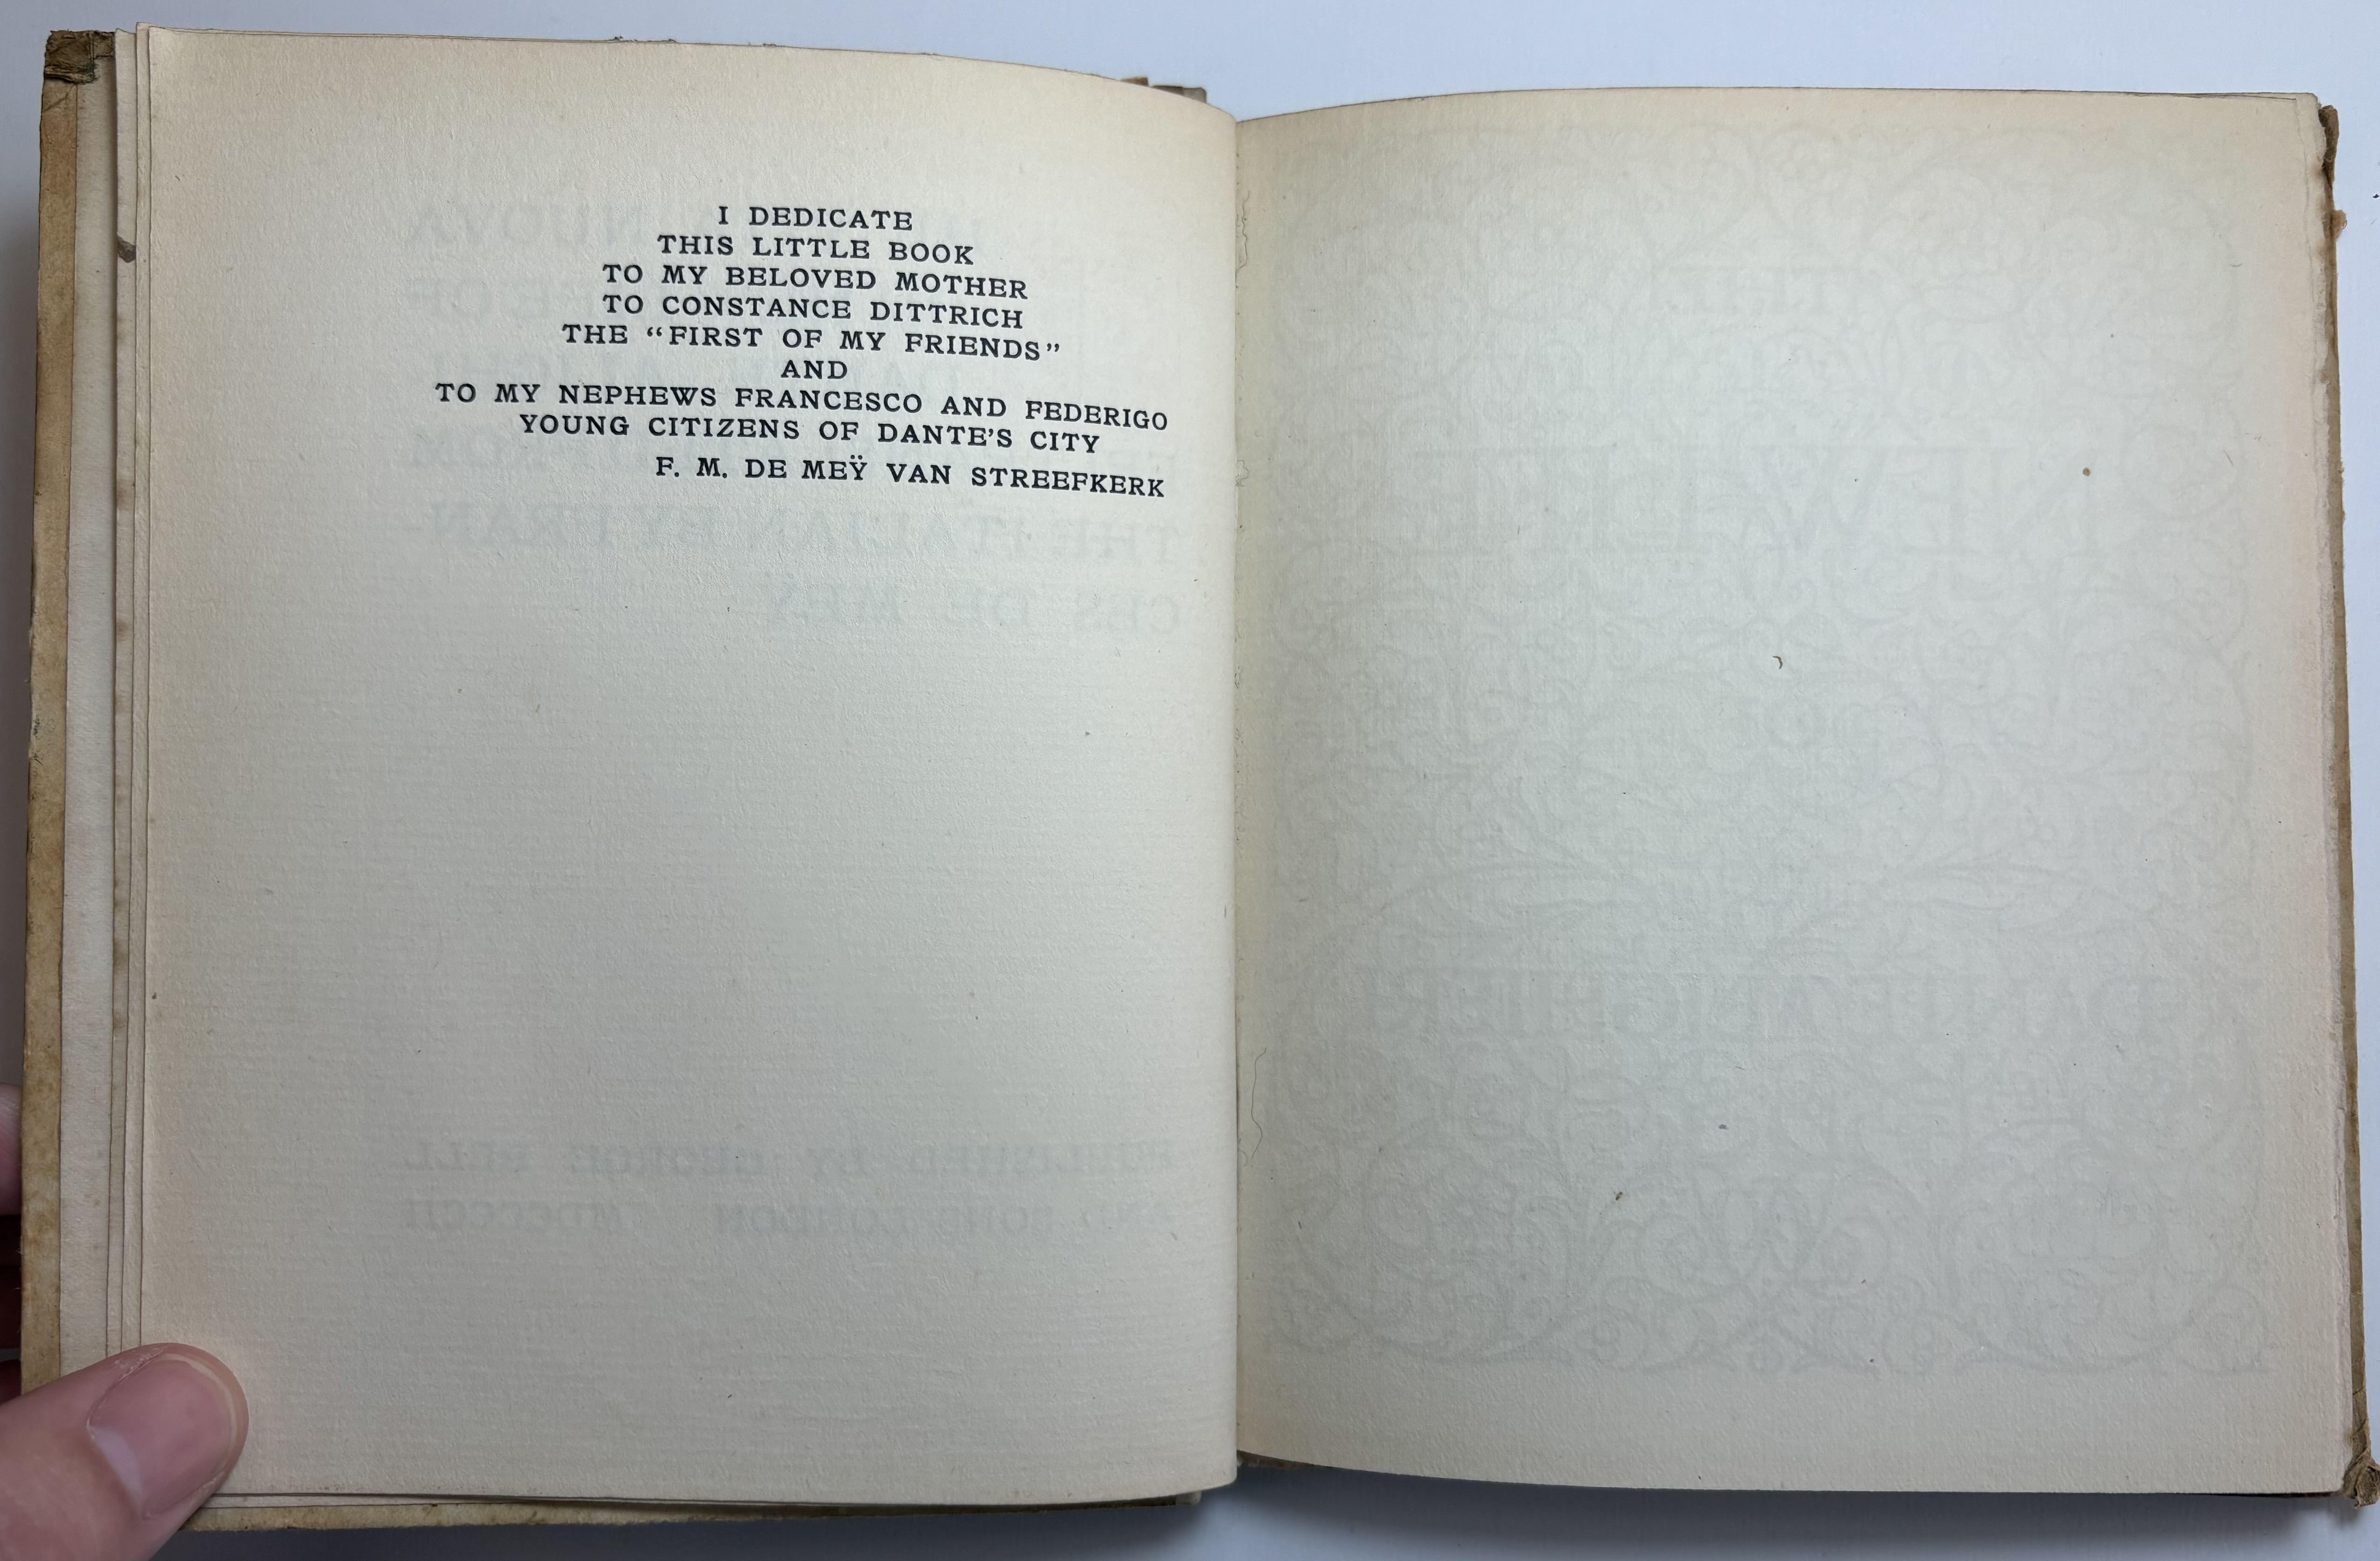 I DEDICATE
THIS LITTLE BOOK
TO MY BELOVED MOTHER
TO CONSTANCE DITTRICH
THE “FIRST OF MY FRIENDS”
AND
TO MY NEPHEWS FRANCESCO AND FEDERIGO
YOUNG CITIZENS OF DANTE’S CITY
F. M. DE MEŸ VAN STREEFKERK